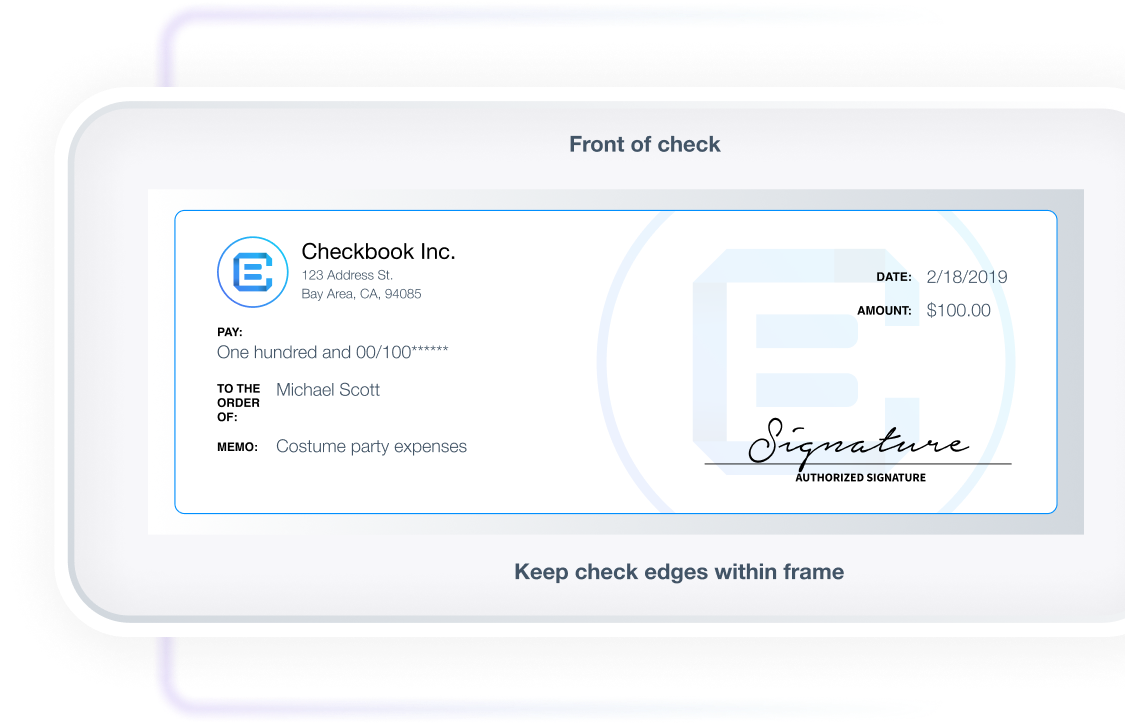 Front of check
Checkbook Inc.
123 Address St.
Bay Area, CA, 94085
DATE: 2/18/2019
AMOUNT: $100.00
PAY:
One hundred and 00/100******
TO THE
ORDER
OF:
Michael Scott
MEMO: Costume party expenses
Signature
AUTHORIZED SIGNATURE
Keep check edges within frame